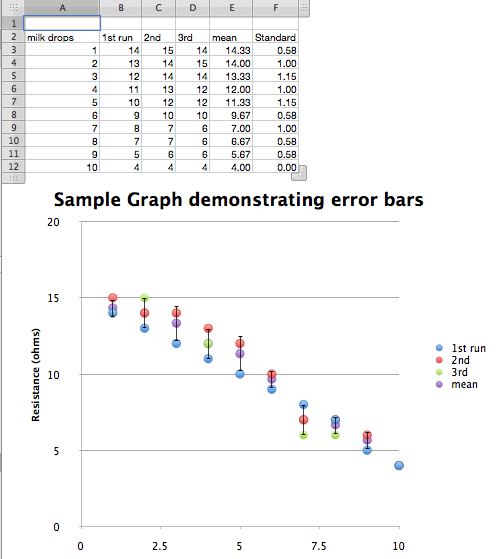 A B C D E F
1
2 milk drops 1st run 2nd 3rd mean Standard
3 1 14 15 14 14.33 0.58
4 2 13 14 15 14.00 1.00
5 3 12 14 14 13.33 1.15
6 4 11 13 12 12.00 1.00
7 5 10 12 12 11.33 1.15
8 6 9 10 10 9.67 0.58
9 7 8 7 6 7.00 1.00
10 8 7 7 6 6.67 0.58
11 9 5 6 6 5.67 0.58
12 10 4 4 4 4.00 0.00
Sample Graph demonstrating error bars
20
15
10
5
0
Resistance (ohms)
0 2.5 5 7.5 10
1st run
2nd
3rd
mean